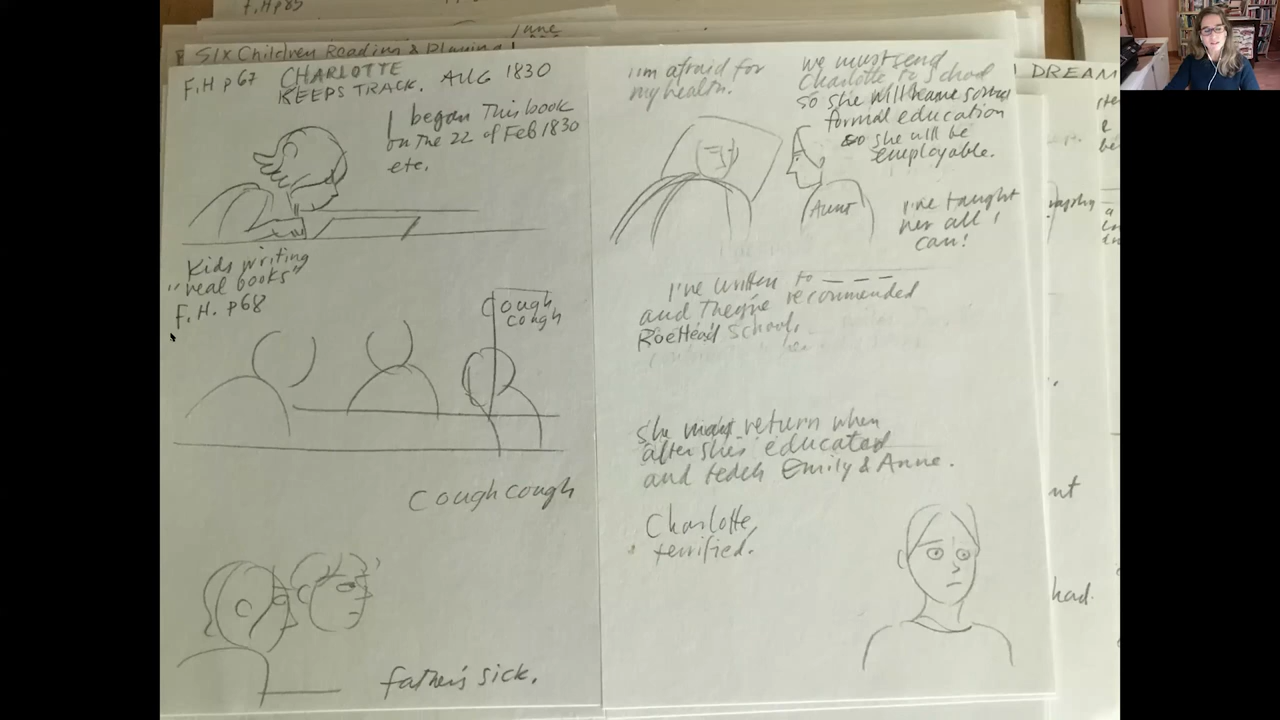 F.H p85
June
Six Children Reading & Playing!
F.H p67 CHARLOTTE
KEEPS TRACK. AUG 1830
I began This book
on The 22 of Feb 1830
etc.
Kids writing
"real books"
F.H. p68
Cough
cough
Cough cough
father's sick.
I'm afraid for
my health.
we must send
Charlotte to School
so she will have some
formal education
so she will be
employable.
Aunt
I've taught
her all I
can!
I've written to _ _ _
and They've recommended
RoeHead School.
she might return when
after she's educated
and teach Emily & Anne.
Charlotte,
terrified.
DREAM
had.